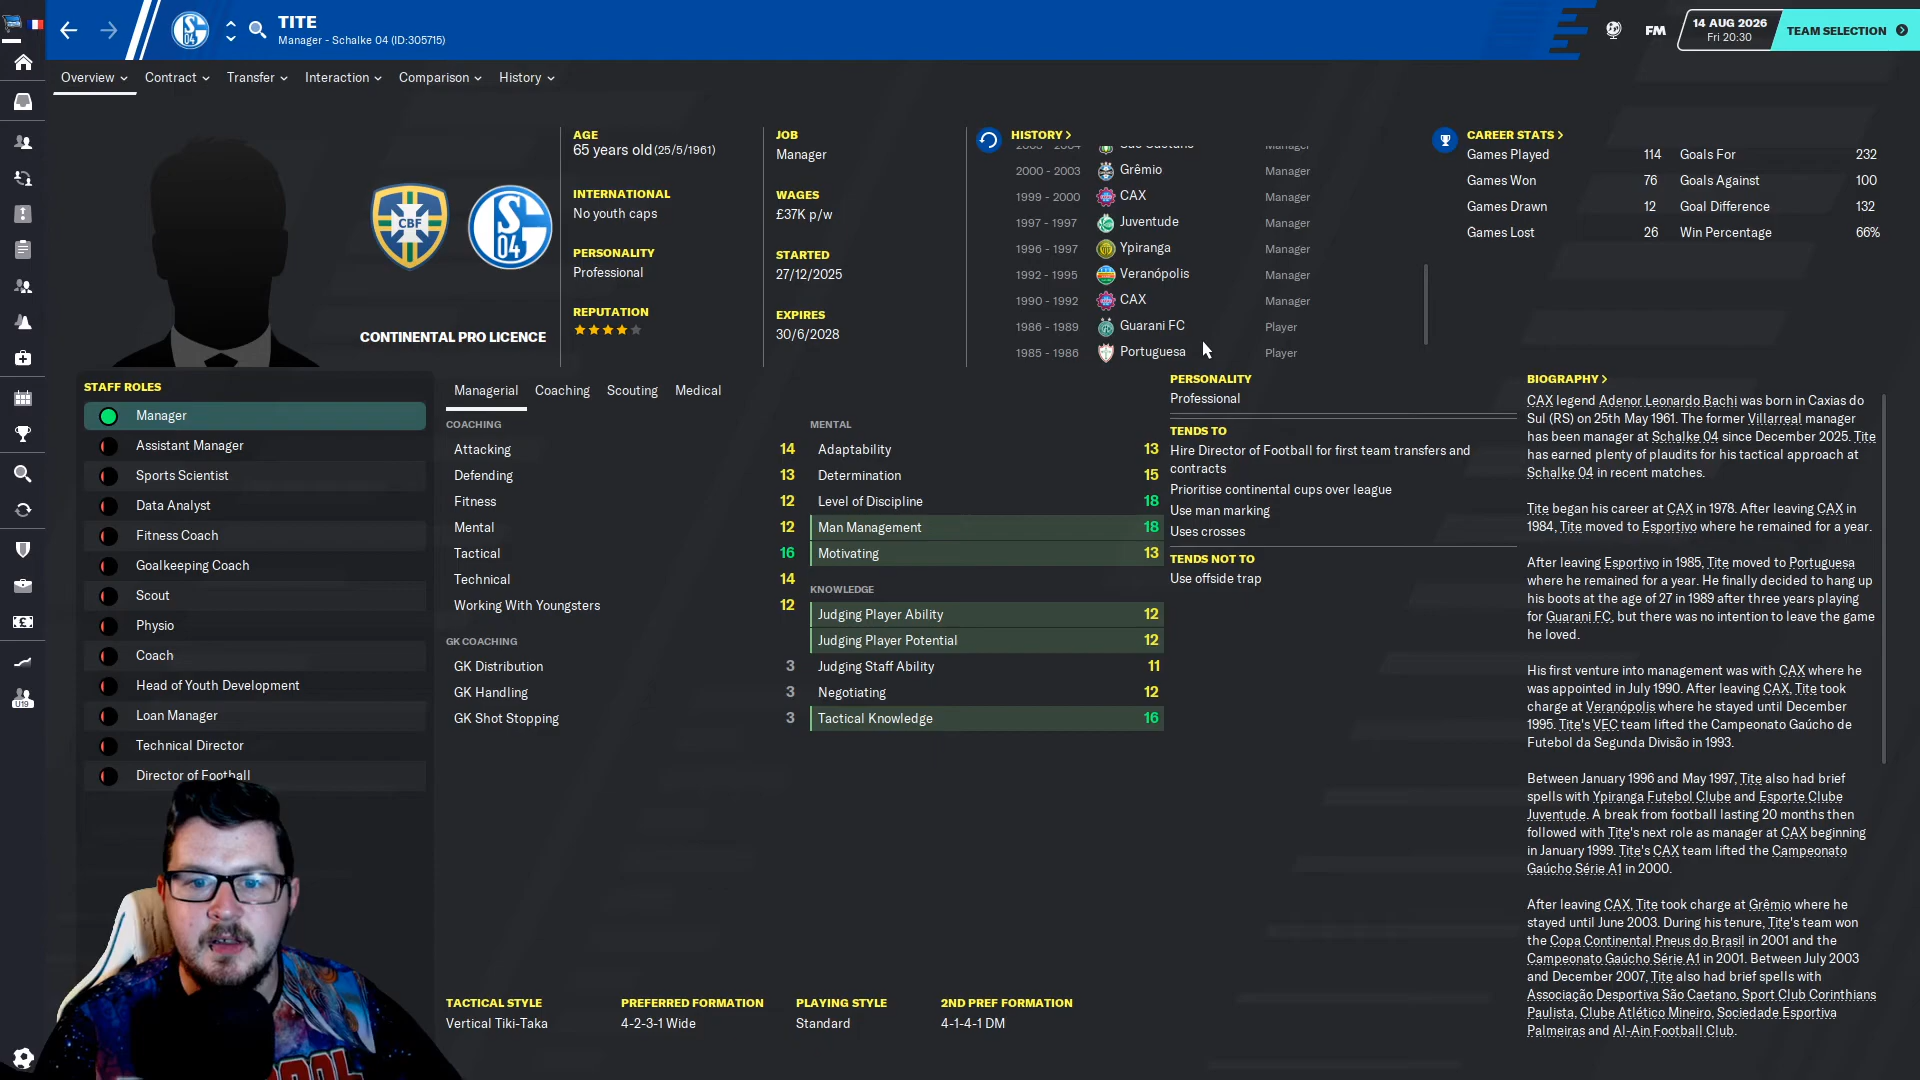 TITE
Manager - Schalke 04 (ID:305715)
FM
14 AUG 2026
Fri 20:30
TEAM SELECTION
Overview
Contract
Transfer
Interaction
Comparison
History
CBF
S04
CONTINENTAL PRO LICENCE
AGE
65 years old (25/5/1961)
INTERNATIONAL
No youth caps
PERSONALITY
Professional
REPUTATION
JOB
Manager
WAGES
£37K p/w
STARTED
27/12/2025
EXPIRES
30/6/2028
HISTORY >
2000 - 2003 Grêmio Manager
1999 - 2000 CAX Manager
1997 - 1997 Juventude Manager
1996 - 1997 Ypiranga Manager
1992 - 1995 Veranópolis Manager
1990 - 1992 CAX Manager
1986 - 1989 Guarani FC Player
1985 - 1986 Portuguesa Player
CAREER STATS >
Games Played 114 Goals For 232
Games Won 76 Goals Against 100
Games Drawn 12 Goal Difference 132
Games Lost 26 Win Percentage 66%
STAFF ROLES
Manager
Assistant Manager
Sports Scientist
Data Analyst
Fitness Coach
Goalkeeping Coach
Scout
Physio
Coach
Head of Youth Development
Loan Manager
Technical Director
Director of Football
U19
Managerial
Coaching
Scouting
Medical
COACHING
Attacking 14
Defending 13
Fitness 12
Mental 12
Tactical 16
Technical 14
Working With Youngsters 12
GK COACHING
GK Distribution 3
GK Handling 3
GK Shot Stopping 3
MENTAL
Adaptability 13
Determination 15
Level of Discipline 18
Man Management 18
Motivating 13
KNOWLEDGE
Judging Player Ability 12
Judging Player Potential 12
Judging Staff Ability 11
Negotiating 12
Tactical Knowledge 16
PERSONALITY
Professional
TENDS TO
Hire Director of Football for first team transfers and
contracts
Prioritise continental cups over league
Use man marking
Uses crosses
TENDS NOT TO
Use offside trap
BIOGRAPHY >
CAX legend Adenor Leonardo Bachi was born in Caxias do
Sul (RS) on 25th May 1961. The former Villarreal manager
has been manager at Schalke 04 since December 2025. Tite
has earned plenty of plaudits for his tactical approach at
Schalke 04 in recent matches.
Tite began his career at CAX in 1978. After leaving CAX in
1984, Tite moved to Esportivo where he remained for a year.
After leaving Esportivo in 1985, Tite moved to Portuguesa
where he remained for a year. He finally decided to hang up
his boots at the age of 27 in 1989 after three years playing
for Guarani FC, but there was no intention to leave the game
he loved.
His first venture into management was with CAX where he
was appointed in July 1990. After leaving CAX, Tite took
charge at Veranópolis where he stayed until December
1995. Tite's VEC team lifted the Campeonato Gaúcho de
Futebol da Segunda Divisão in 1993.
Between January 1996 and May 1997, Tite also had brief
spells with Ypiranga Futebol Clube and Esporte Clube
Juventude. A break from football lasting 20 months then
followed with Tite's next role as manager at CAX beginning
in January 1999. Tite's CAX team lifted the Campeonato
Gaúcho Série A1 in 2000.
After leaving CAX, Tite took charge at Grêmio where he
stayed until June 2003. During his tenure, Tite's team won
the Copa Continental Pneus do Brasil in 2001 and the
Campeonato Gaúcho Série A1 in 2001. Between July 2003
and December 2007, Tite also had brief spells with
Associação Desportiva São Caetano, Sport Club Corinthians
Paulista, Clube Atlético Mineiro, Sociedade Esportiva
Palmeiras and Al-Ain Football Club.
TACTICAL STYLE
Vertical Tiki-Taka
PREFERRED FORMATION
4-2-3-1 Wide
PLAYING STYLE
Standard
2ND PREF FORMATION
4-1-4-1 DM